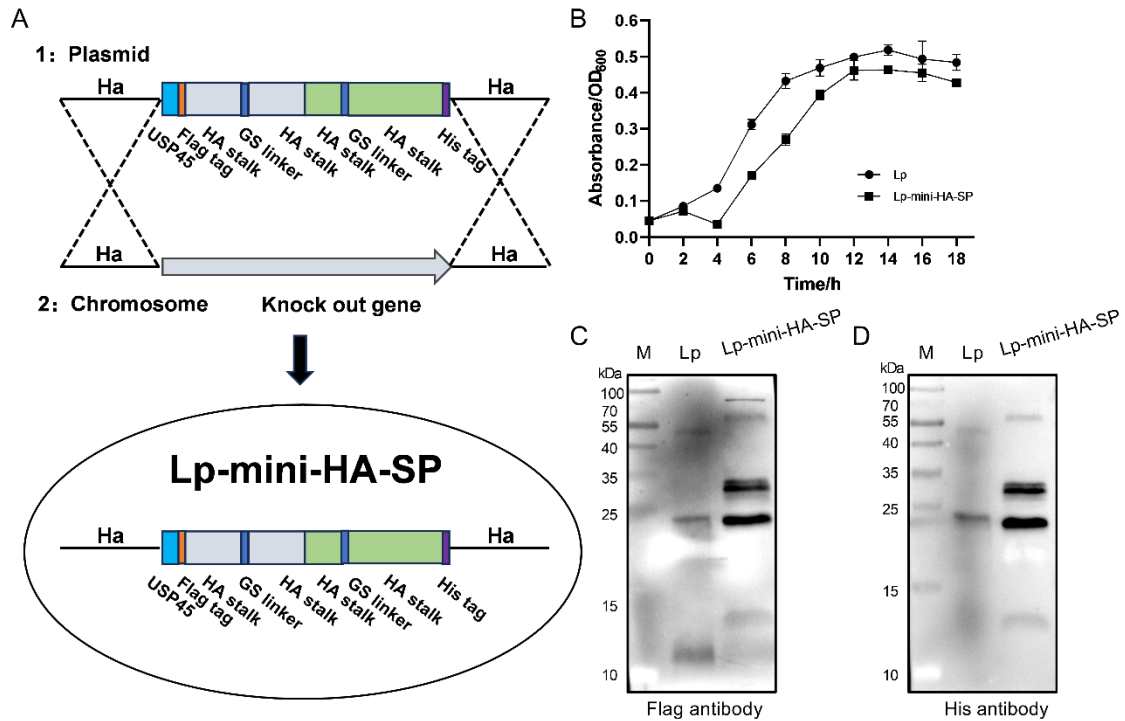 A
1: Plasmid
Ha
Ha
USP45
Flag tag
HA stalk
GS linker
HA stalk
HA stalk
GS linker
HA stalk
His tag
Ha
Ha
2: Chromosome
Knock out gene
Lp-mini-HA-SP
Ha
Ha
USP45
Flag tag
HA stalk
GS linker
HA stalk
HA stalk
GS linker
HA stalk
His tag
B
Absorbance/OD600
0.6
0.5
0.4
0.3
0.2
0.1
0.0
0 2 4 6 8 10 12 14 16 18
Time/h
Lp
Lp-mini-HA-SP
C
M Lp Lp-mini-HA-SP
kDa
100
70
55
40
35
25
15
10
Flag antibody
D
M Lp Lp-mini-HA-SP
kDa
100
70
55
40
35
25
15
10
His antibody